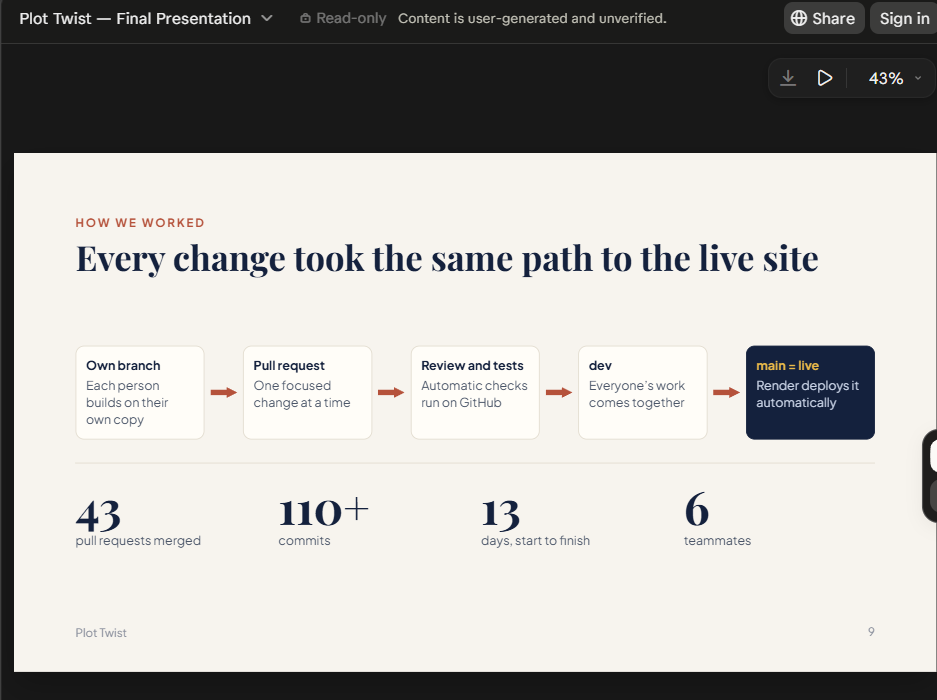 Plot Twist — Final Presentation
Read-only
Content is user-generated and unverified.
Share
Sign in
43%
HOW WE WORKED
Every change took the same path to the live site
Own branch
Each person
builds on their
own copy
Pull request
One focused
change at a time
Review and tests
Automatic checks
run on GitHub
dev
Everyone's work
comes together
main = live
Render deploys it
automatically
43
pull requests merged
110+
commits
13
days, start to finish
6
teammates
Plot Twist
9